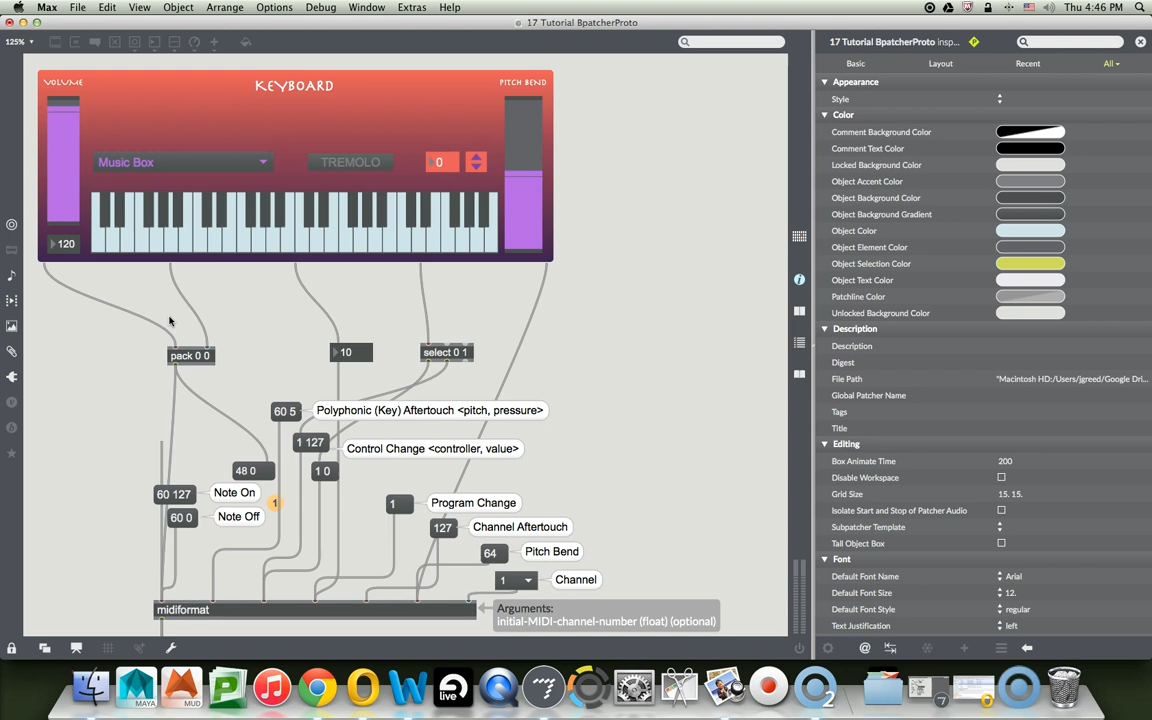 Max File Edit View Object Arrange Options Debug Window Extras Help Thu 4:46 PM
17 Tutorial BpatcherProto
125%
17 Tutorial BpatcherProto insp...
Basic Layout Recent All
VOLUME
KEYBOARD
PITCH BEND
Music Box
TREMOLO
0
120
pack 0 0
10
select 0 1
60 5
Polyphonic (Key) Aftertouch <pitch, pressure>
1 127
Control Change <controller, value>
48 0
1 0
60 127
Note On
1
60 0
Note Off
1
Program Change
127
Channel Aftertouch
64
Pitch Bend
1
Channel
midiformat
Arguments:
initial-MIDI-channel-number (float) (optional)
Appearance
Style
Color
Comment Background Color
Comment Text Color
Locked Background Color
Object Accent Color
Object Background Color
Object Background Gradient
Object Color
Object Element Color
Object Selection Color
Object Text Color
Patchline Color
Unlocked Background Color
Description
Description
Digest
File Path "Macintosh HD:/Users/jgreed/Google Dri...
Global Patcher Name
Tags
Title
Editing
Box Animate Time 200
Disable Workspace
Grid Size 15. 15.
Isolate Start and Stop of Patcher Audio
Subpatcher Template
Tall Object Box
Font
Default Font Name Arial
Default Font Size 12.
Default Font Style regular
Text Justification left
MAYA
MUD
live
2
7